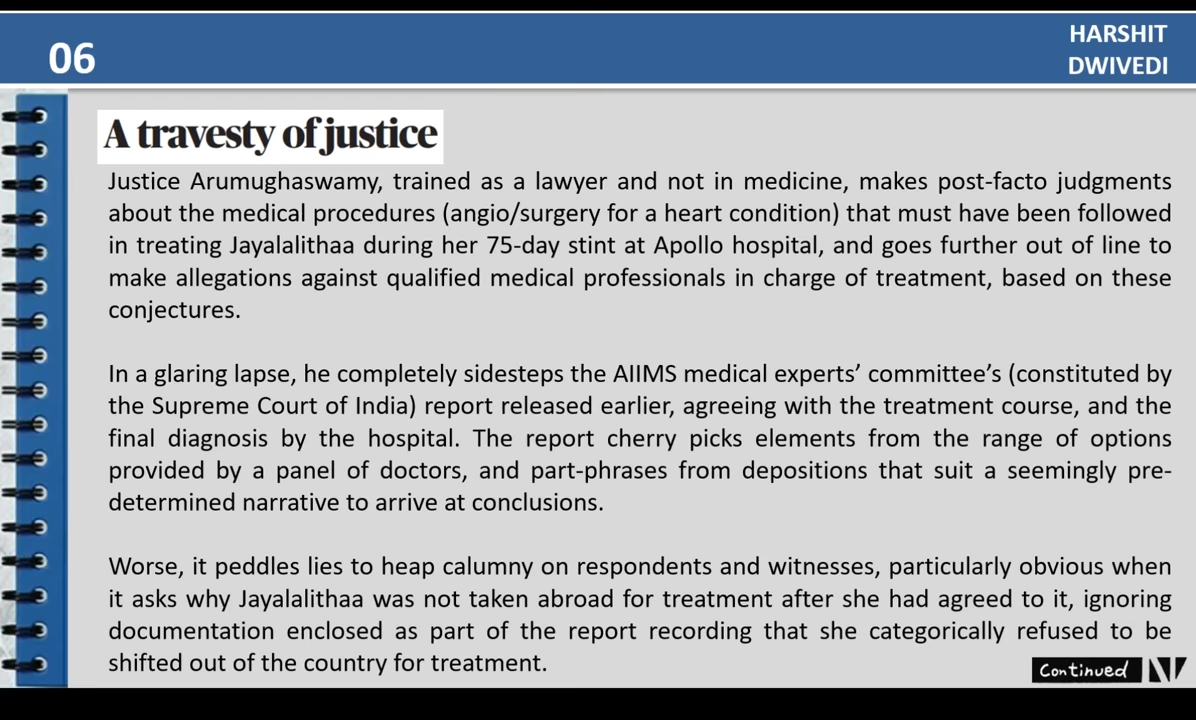 06
HARSHIT
DWIVEDI
A travesty of justice
Justice Arumughaswamy, trained as a lawyer and not in medicine, makes post-facto judgments
about the medical procedures (angio/surgery for a heart condition) that must have been followed
in treating Jayalalithaa during her 75-day stint at Apollo hospital, and goes further out of line to
make allegations against qualified medical professionals in charge of treatment, based on these
conjectures.
In a glaring lapse, he completely sidesteps the AIIMS medical experts’ committee’s (constituted by
the Supreme Court of India) report released earlier, agreeing with the treatment course, and the
final diagnosis by the hospital. The report cherry picks elements from the range of options
provided by a panel of doctors, and part-phrases from depositions that suit a seemingly pre-
determined narrative to arrive at conclusions.
Worse, it peddles lies to heap calumny on respondents and witnesses, particularly obvious when
it asks why Jayalalithaa was not taken abroad for treatment after she had agreed to it, ignoring
documentation enclosed as part of the report recording that she categorically refused to be
shifted out of the country for treatment.
Continued